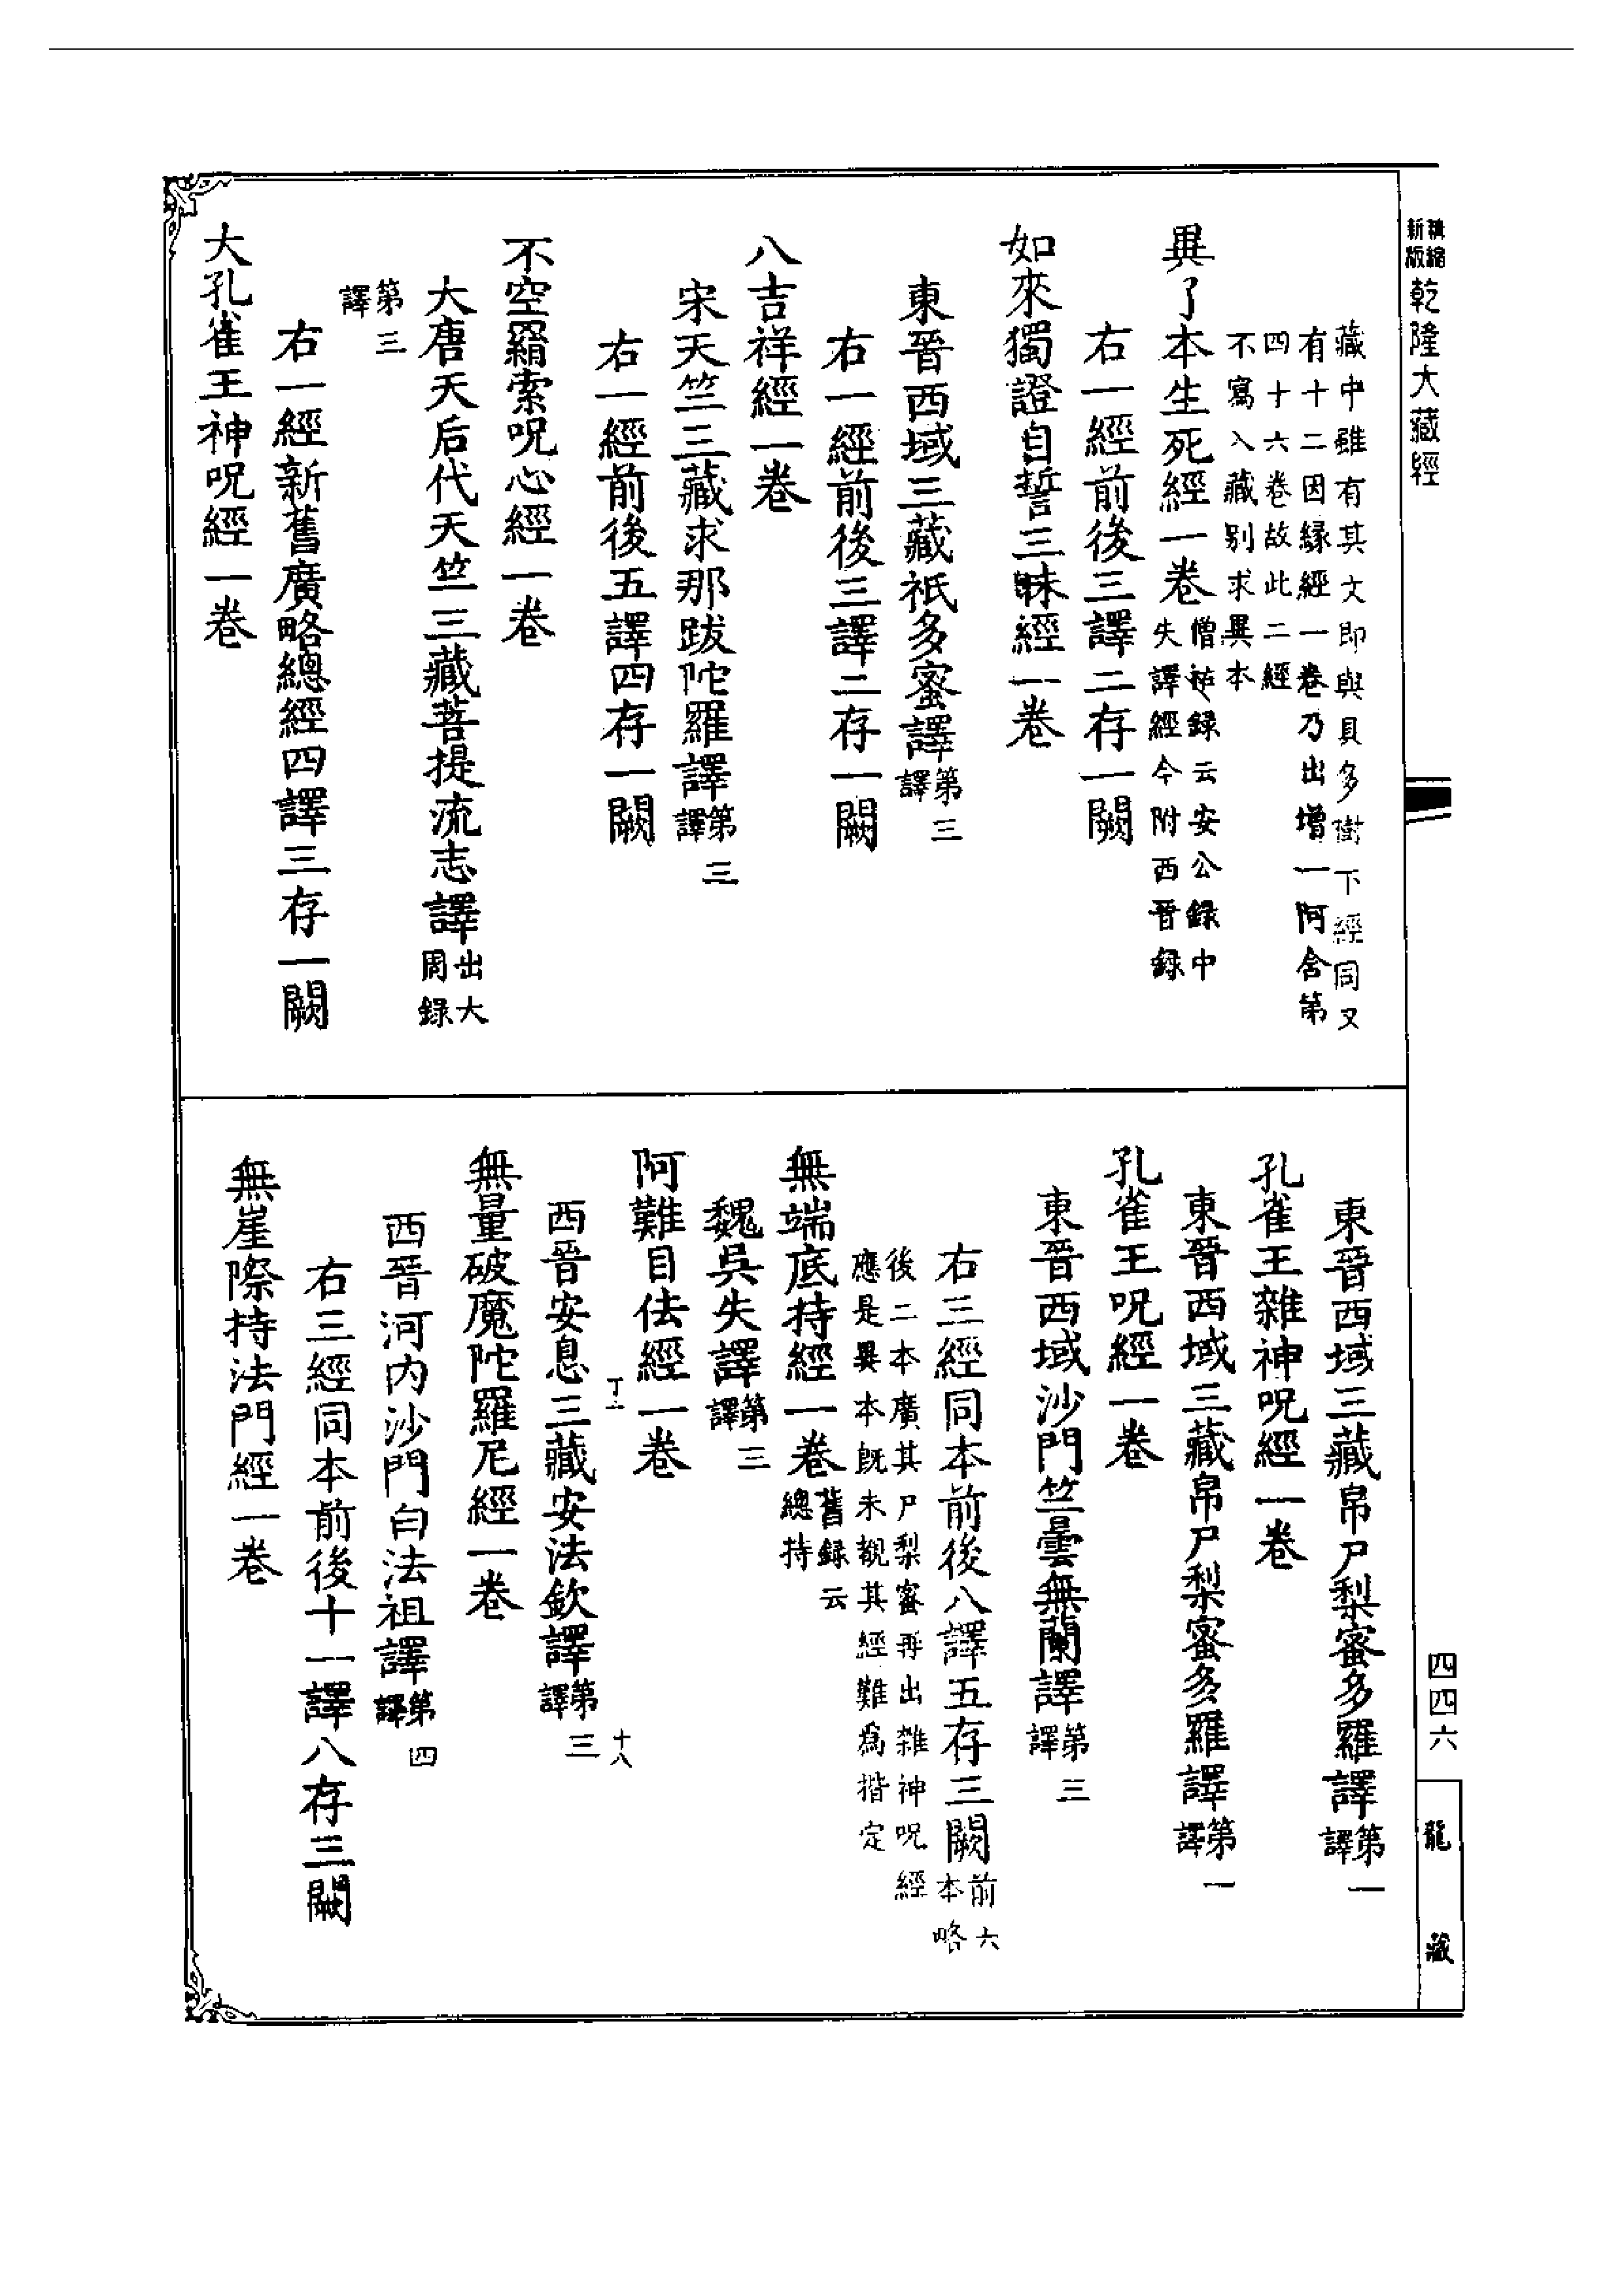 精縮新版乾隆大藏經
藏中雖有其文即與貝多樹下經同又
有十二因縁經一卷乃出增一阿含第
四十六卷故此二經
不寫入藏别求異本
異了本生死經一卷僧祐録云安公録中
失譯經今附西晉録
右一經前後三譯二存一闕
如來獨證自誓三昧經一卷
東晉西域三藏祇多蜜譯第三譯
右一經前後三譯二存一闕
八吉祥經一卷
宋天竺三藏求那跋陀羅譯第三譯
右一經前後五譯四存一闕
不空羂索呪心經一卷
大唐天后代天竺三藏菩提流志譯出大周錄
第三譯
右一經新舊廣略總經四譯三存一闕
大孔雀王神呪經一卷
東晉西域三藏帛尸梨蜜多羅譯第一譯
孔雀王雜神呪經一卷
東晉西域三藏帛尸梨蜜多羅譯第一譯
孔雀王呪經一卷
東晉西域沙門竺曇無蘭譯第三譯
右三經同本前後八譯五存三闕前六本略
後二本廣其尸梨蜜再出雜神呪經
應是異本既未覩其經難為揩定
無端底持經一卷舊録云總持
魏吳失譯第三譯
阿難目佉經一卷
十八
西晉安息三藏安法欽譯第三譯
無量破魔陀羅尼經一卷
西晉河内沙門白法祖譯第四譯
右三經同本前後十一譯八存三闕
無崖際持法門經一卷
四四六
龍藏